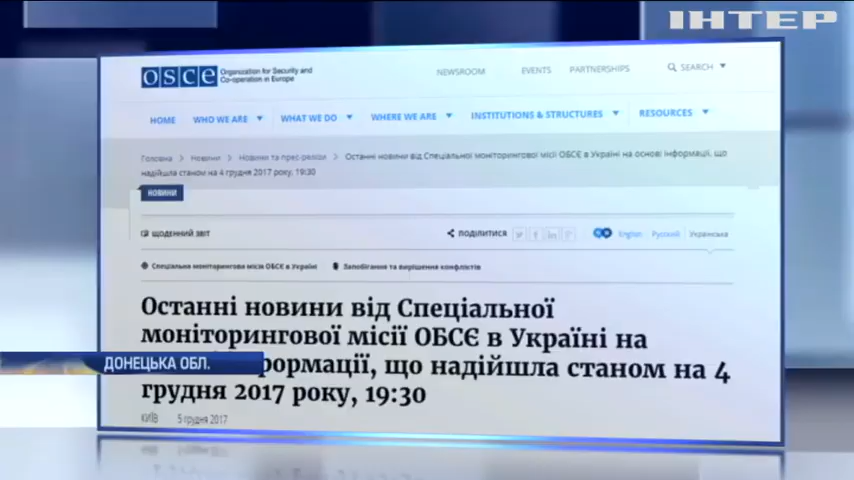 ІНТЕР
OSCE Organization for Security and
Co-operation in Europe
NEWSROOM EVENTS PARTNERSHIPS SEARCH
HOME WHO WE ARE WHAT WE DO WHERE WE ARE INSTITUTIONS & STRUCTURES RESOURCES
Головна > Новини > Новини та прес-релізи > Останні новини від Спеціальної моніторингової місії ОБСЄ в Україні на основі інформації, що
надійшла станом на 4 грудня 2017 року, 19:30
НОВИНИ
ЩОДЕННИЙ ЗВІТ ПОДІЛИТИСЯ English Русский Українська
Спеціальна моніторингова місія ОБСЄ в Україні Запобігання та вирішення конфліктів
Останні новини від Спеціальної
моніторингової місії ОБСЄ в Україні на
формації, що надійшла станом на 4
ДОНЕЦЬКА ОБЛ.
грудня 2017 року, 19:30
КИЇВ 5 грудня 2017